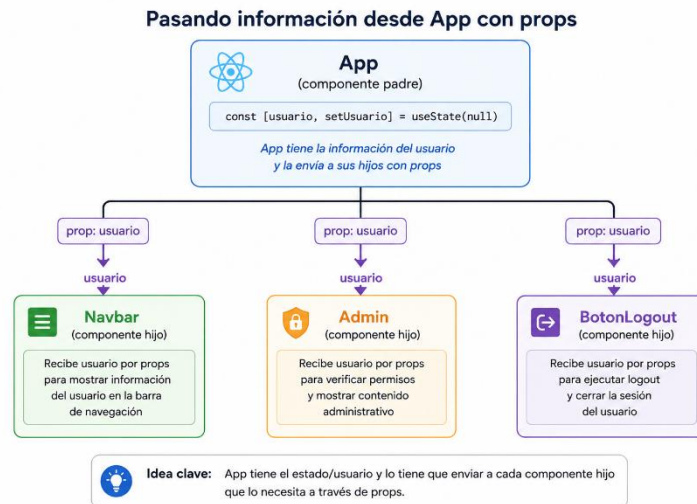 Pasando información desde App con props
App
(componente padre)
const [usuario, setUsuario] = useState(null)
App tiene la información del usuario
y la envía a sus hijos con props
prop: usuario
prop: usuario
prop: usuario
usuario
usuario
usuario
Navbar
(componente hijo)
Recibe usuario por props
para mostrar información
del usuario en la barra
de navegación
Admin
(componente hijo)
Recibe usuario por props
para verificar permisos
y mostrar contenido
administrativo
BotonLogout
(componente hijo)
Recibe usuario por props
para ejecutar logout
y cerrar la sesión
del usuario
Idea clave: App tiene el estado/usuario y lo tiene que enviar a cada componente hijo
que lo necesita a través de props.